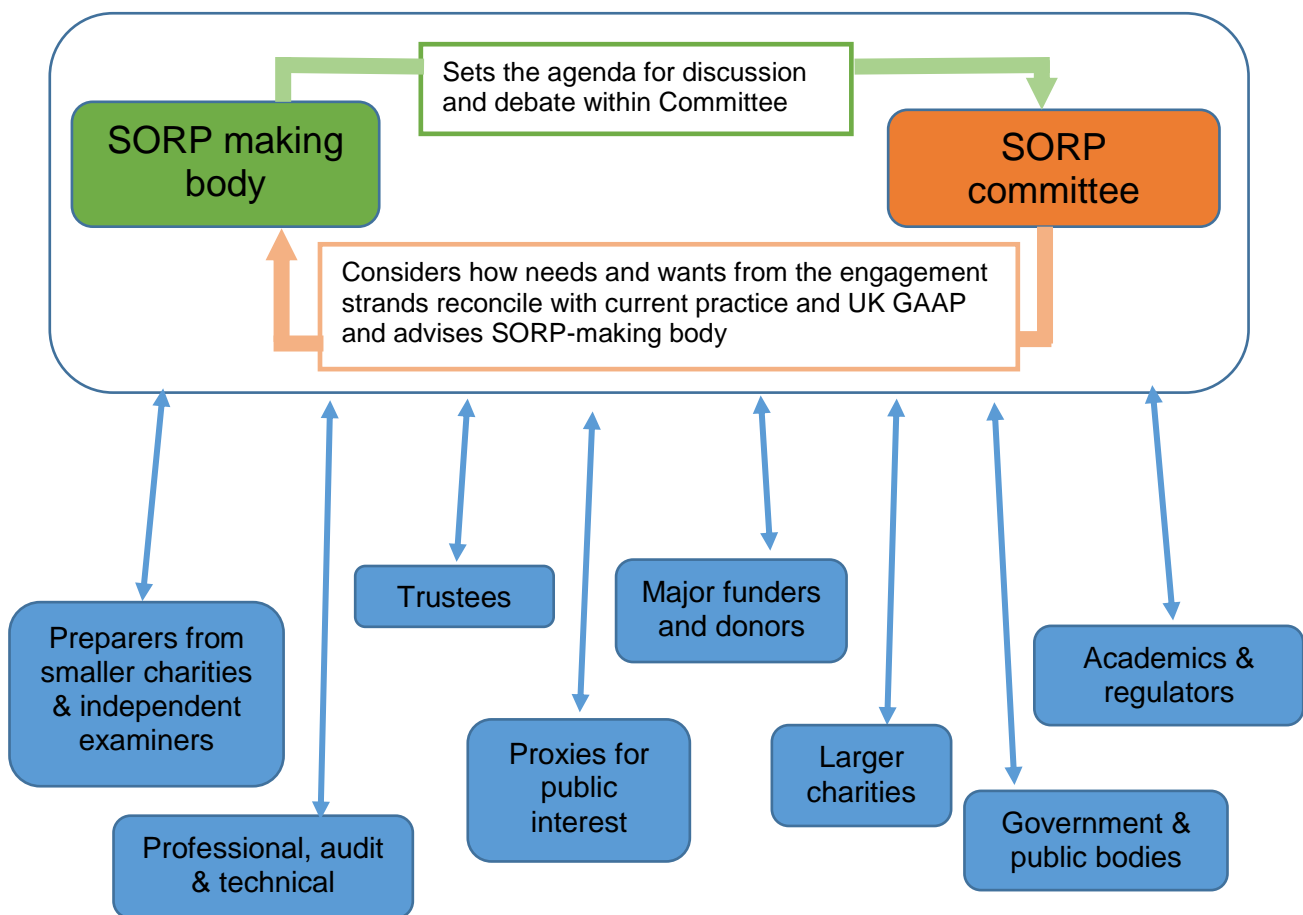 Sets the agenda for discussion
and debate within Committee
SORP making
body
SORP
committee
Considers how needs and wants from the engagement
strands reconcile with current practice and UK GAAP
and advises SORP-making body
Preparers from
smaller charities
& independent
examiners
Professional, audit
& technical
Trustees
Proxies for
public
interest
Major funders
and donors
Larger
charities
Government &
public bodies
Academics &
regulators